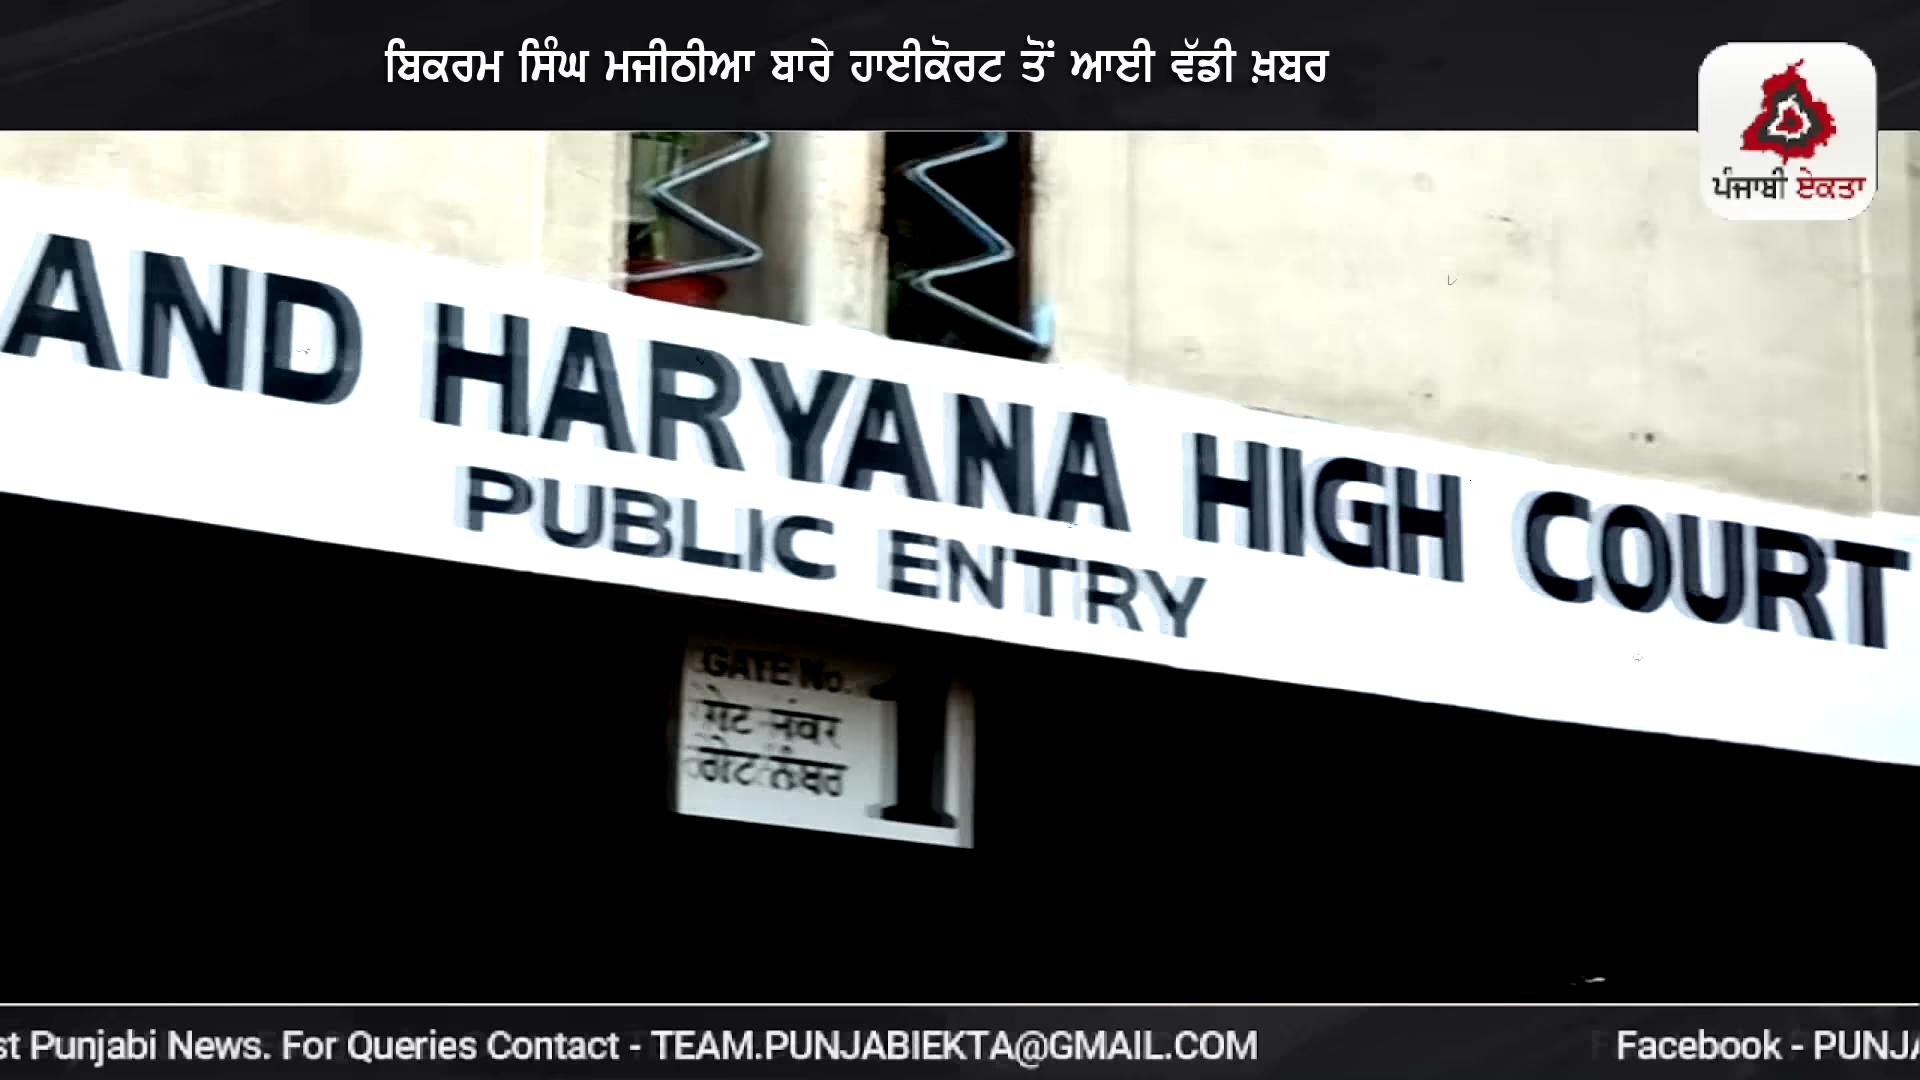 ਬਿਕਰਮ ਸਿੰਘ ਮਜੀਠੀਆ ਬਾਰੇ ਹਾਈਕੋਰਟ ਤੋਂ ਆਈ ਵੱਡੀ ਖ਼ਬਰ
ਪੰਜਾਬੀ ਏਕਤਾ
AND HARYANA HIGH COURT
PUBLIC ENTRY
GATE No. 1
ਗੇਟ ਨੰਬਰ
st Punjabi News. For Queries Contact - TEAM.PUNJABIEKTA@GMAIL.COM
Facebook - PUNJA